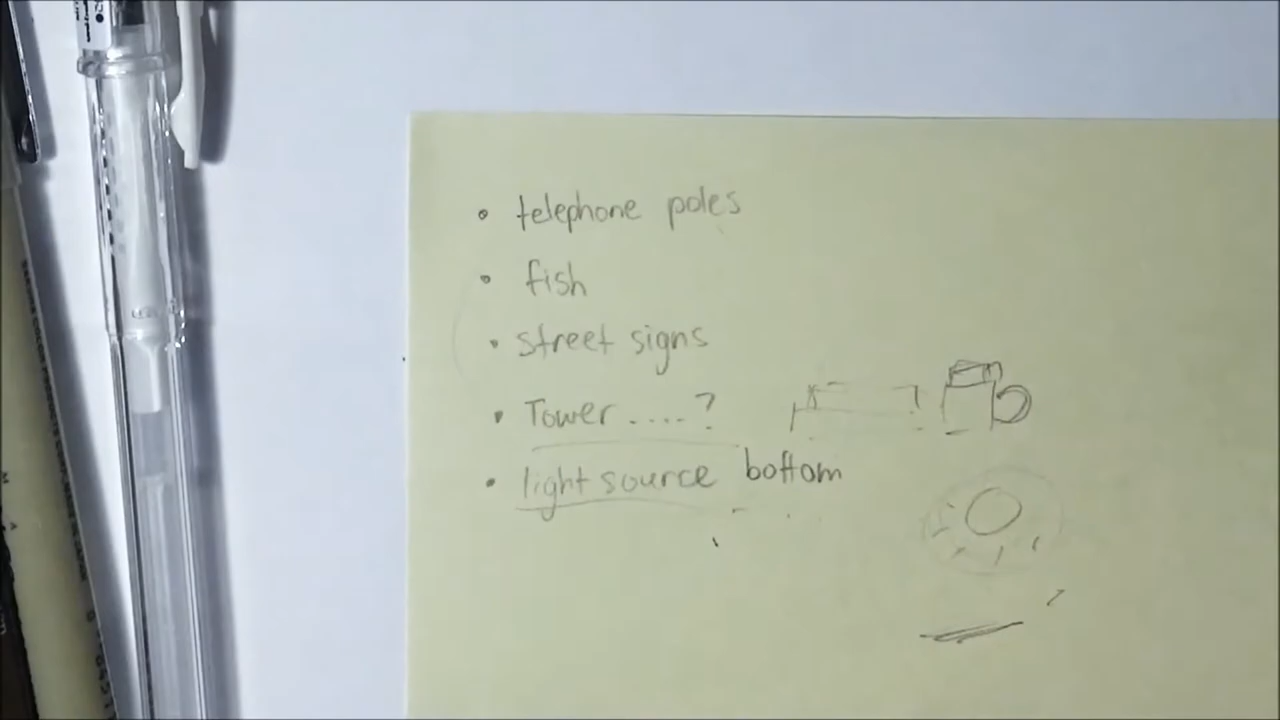 • telephone poles
• fish
• street signs
• Tower ....?
• light source bottom